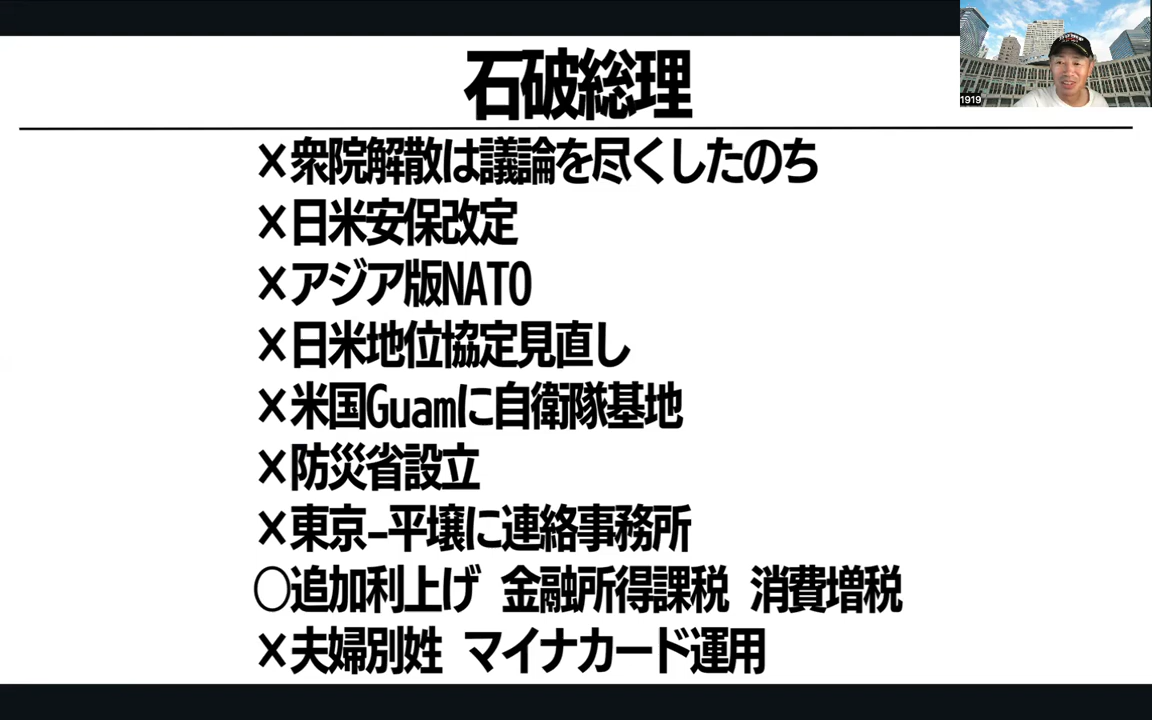 石破総理
×衆院解散は議論を尽くしたのち
×日米安保改定
×アジア版NATO
×日米地位協定見直し
×米国Guamに自衛隊基地
×防災省設立
×東京-平壌に連絡事務所
○追加利上げ 金融所得課税 消費増税
×夫婦別姓 マイナカード運用
1919